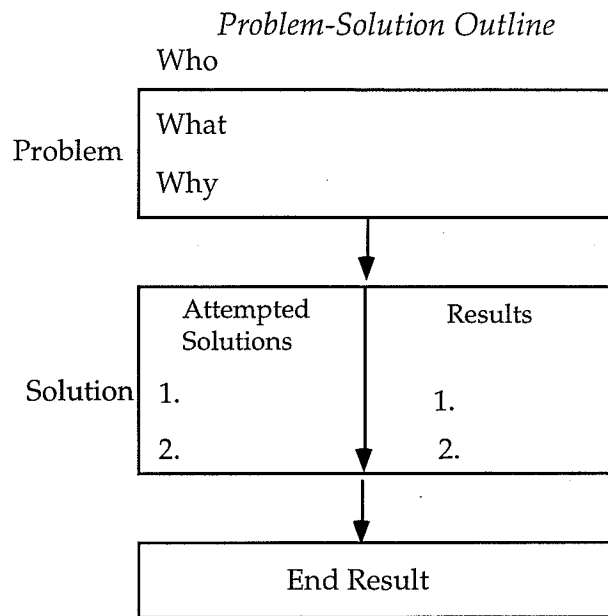 Problem-Solution Outline
Who
What
Problem
Why
Attempted
Solutions
Results
Solution
1.
1.
2.
2.
End Result